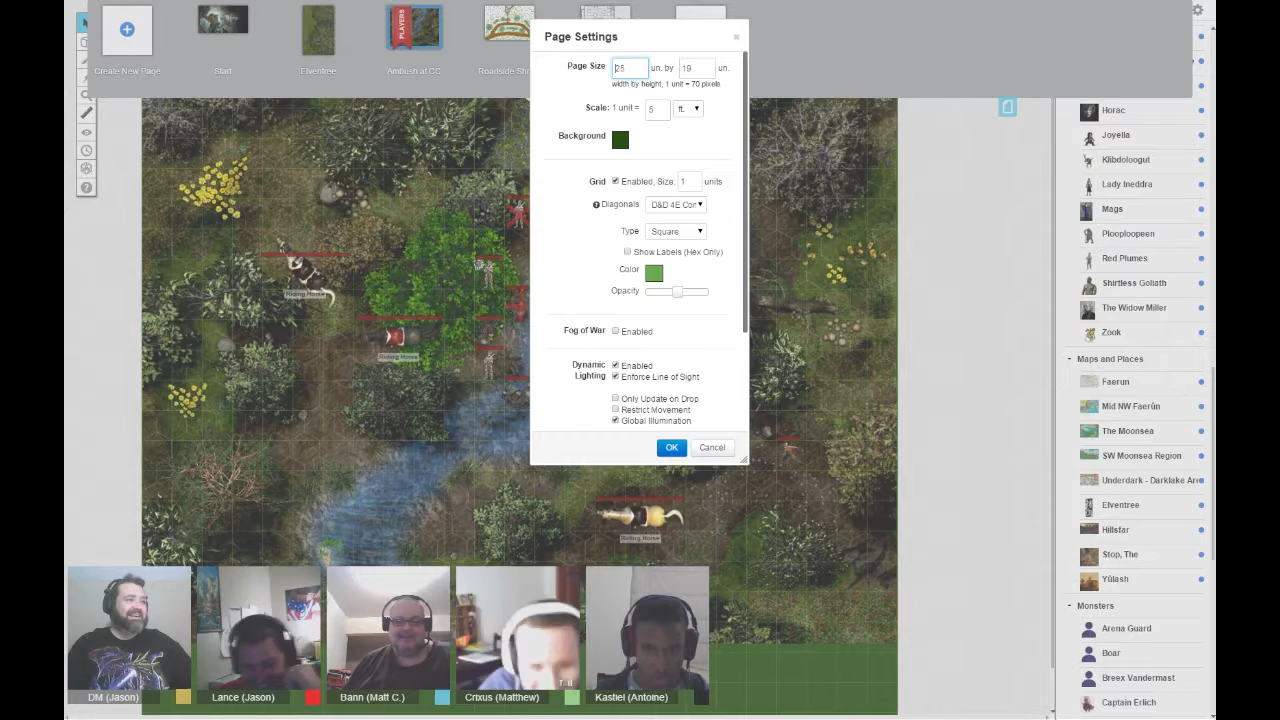 Page Settings
PLAYERS
Create New Page
Start
Elventree
Ambush at CC
Roadside Shr
Page Size 25 un. by 19 un.
width by height, 1 unit = 70 pixels
Scale: 1 unit = 5 ft.
Background
Grid Enabled, Size: 1 units
Diagonals D&D 4E Con
Type Square
Show Labels (Hex Only)
Color
Opacity
Fog of War Enabled
Dynamic Lighting
Enabled
Enforce Line of Sight
Only Update on Drop
Restrict Movement
Global Illumination
OK Cancel
Riding Horse
Riding Horse
Riding Horse
Horac
Joyella
Klibdoloogut
Lady Ineddra
Mags
Plooploopeen
Red Plumes
Shirtless Goliath
The Widow Miller
Zook
Maps and Places
Faerun
Mid NW Faerûn
The Moonsea
SW Moonsea Region
Underdark - Darklake Are
Elventree
Hillsfar
Stop, The
Yûlash
Monsters
Arena Guard
Boar
Breex Vandermast
Captain Erlich
DM (Jason)
Lance (Jason)
Bann (Matt C.)
Crixus (Matthew)
Kastiel (Antoine)